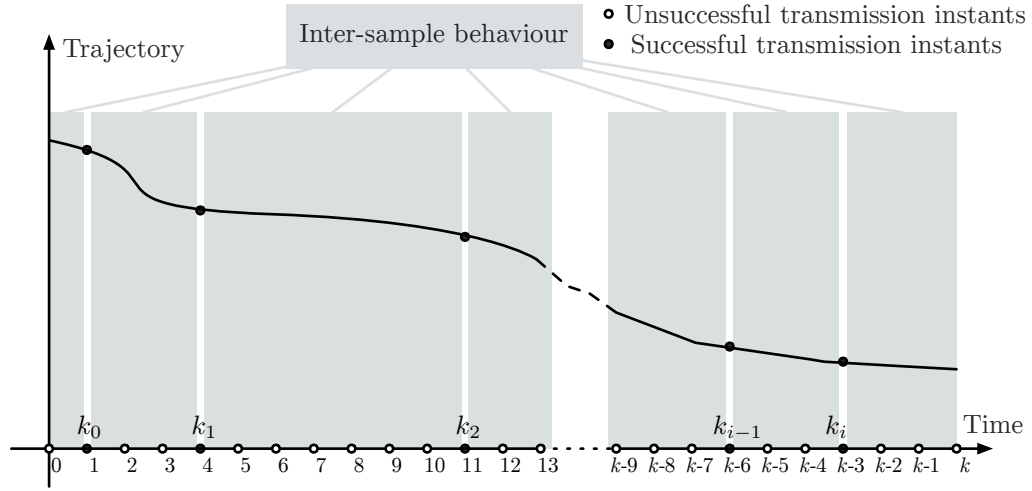 Inter-sample behaviour
Unsuccessful transmission instants
Successful transmission instants
Trajectory
k₀ k₁ k₂ kᵢ₋₁ kᵢ
Time
0 1 2 3 4 5 6 7 8 9 10 11 12 13 k-9 k-8 k-7 k-6 k-5 k-4 k-3 k-2 k-1 k